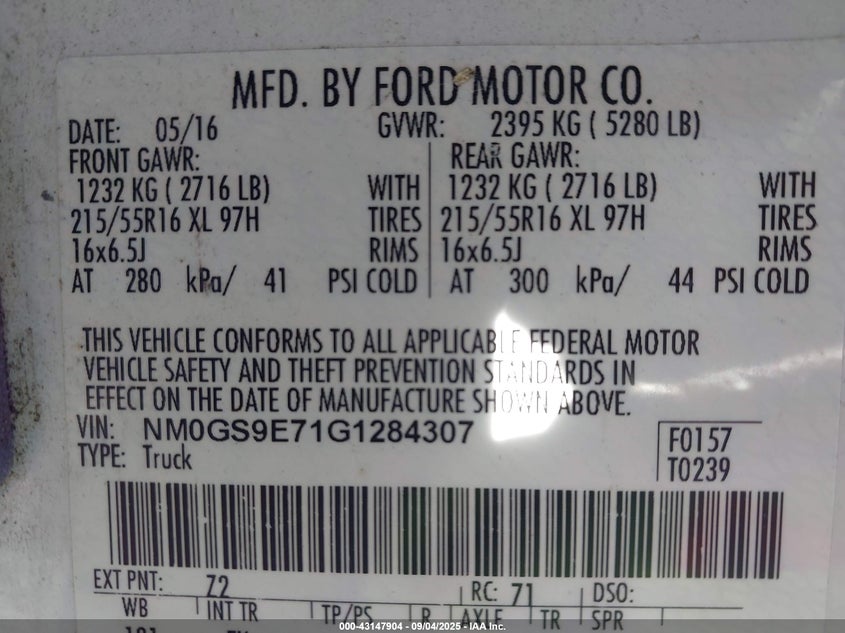 MFD. BY FORD MOTOR CO.
DATE: 05/16 GVWR: 2395 KG ( 5280 LB)
FRONT GAWR: REAR GAWR:
1232 KG ( 2716 LB) WITH 1232 KG ( 2716 LB) WITH
215/55R16 XL 97H TIRES 215/55R16 XL 97H TIRES
16x6.5J RIMS 16x6.5J RIMS
AT 280 kPa/ 41 PSI COLD AT 300 kPa/ 44 PSI COLD
THIS VEHICLE CONFORMS TO ALL APPLICABLE FEDERAL MOTOR
VEHICLE SAFETY AND THEFT PREVENTION STANDARDS IN
EFFECT ON THE DATE OF MANUFACTURE SHOWN ABOVE.
VIN: NM0GS9E71G1284307 F0157
TYPE: Truck T0239
EXT PNT: 72 RC: 71 DSO:
WB INT TR TP/PS R AXLE TR SPR
000-43147904 - 09/04/2025 - IAA Inc.